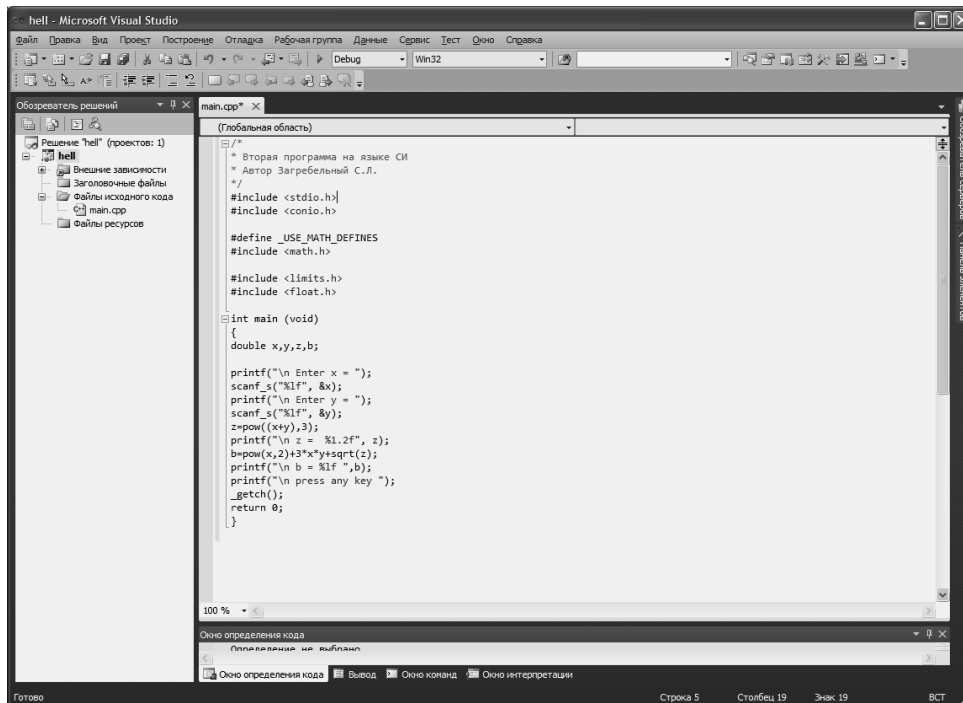 hell - Microsoft Visual Studio
Файл Правка Вид Проект Построение Отладка Рабочая группа Данные Сервис Тест Окно Справка
Debug Win32
Обозреватель решений
main.cpp*
(Глобальная область)
Решение "hell" (проектов: 1)
hell
Внешние зависимости
Заголовочные файлы
Файлы исходного кода
main.cpp
Файлы ресурсов
/*
* Вторая программа на языке СИ
* Автор Загребельный С.Л.
*/
#include <stdio.h>
#include <conio.h>
#define _USE_MATH_DEFINES
#include <math.h>
#include <limits.h>
#include <float.h>
int main (void)
{
double x,y,z,b;
printf("\n Enter x = ");
scanf_s("%lf", &x);
printf("\n Enter y = ");
scanf_s("%lf", &y);
z=pow((x+y),3);
printf("\n z =  %1.2f", z);
b=pow(x,2)+3*x*y+sqrt(z);
printf("\n b = %lf ",b);
printf("\n press any key ");
_getch();
return 0;
}
100 %
Окно определения кода
Определение не выбрано
Окно определения кода Вывод Окно команд Окно интерпретации
Готово Строка 5 Столбец 19 Знак 19 ВСТ